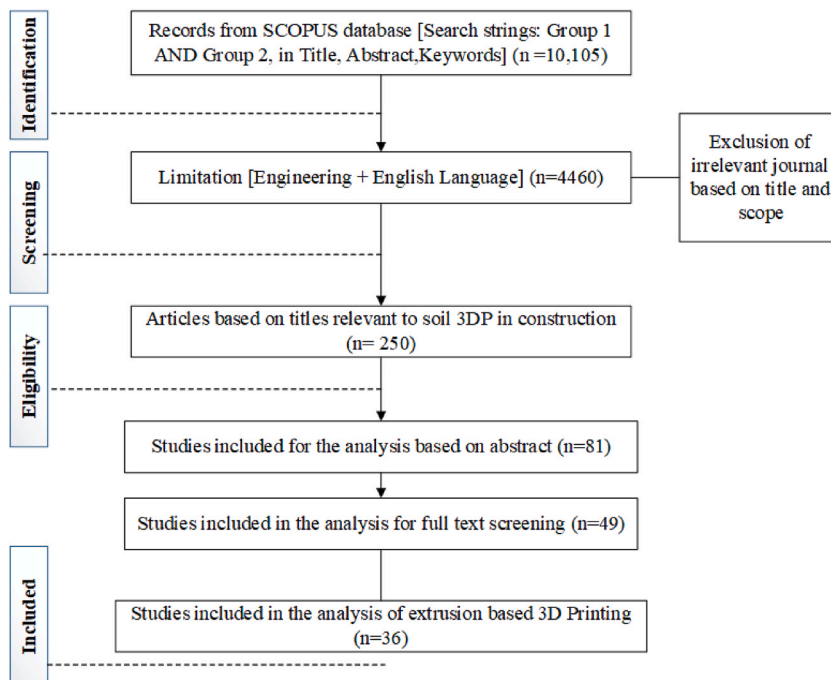 Identification
Records from SCOPUS database [Search strings: Group 1
AND Group 2, in Title, Abstract,Keywords] (n =10,105)
Screening
Limitation [Engineering + English Language] (n=4460)
Exclusion of
irrelevant journal
based on title and
scope
Eligibility
Articles based on titles relevant to soil 3DP in construction
(n= 250)
Studies included for the analysis based on abstract (n=81)
Studies included in the analysis for full text screening (n=49)
Included
Studies included in the analysis of extrusion based 3D Printing
(n=36)